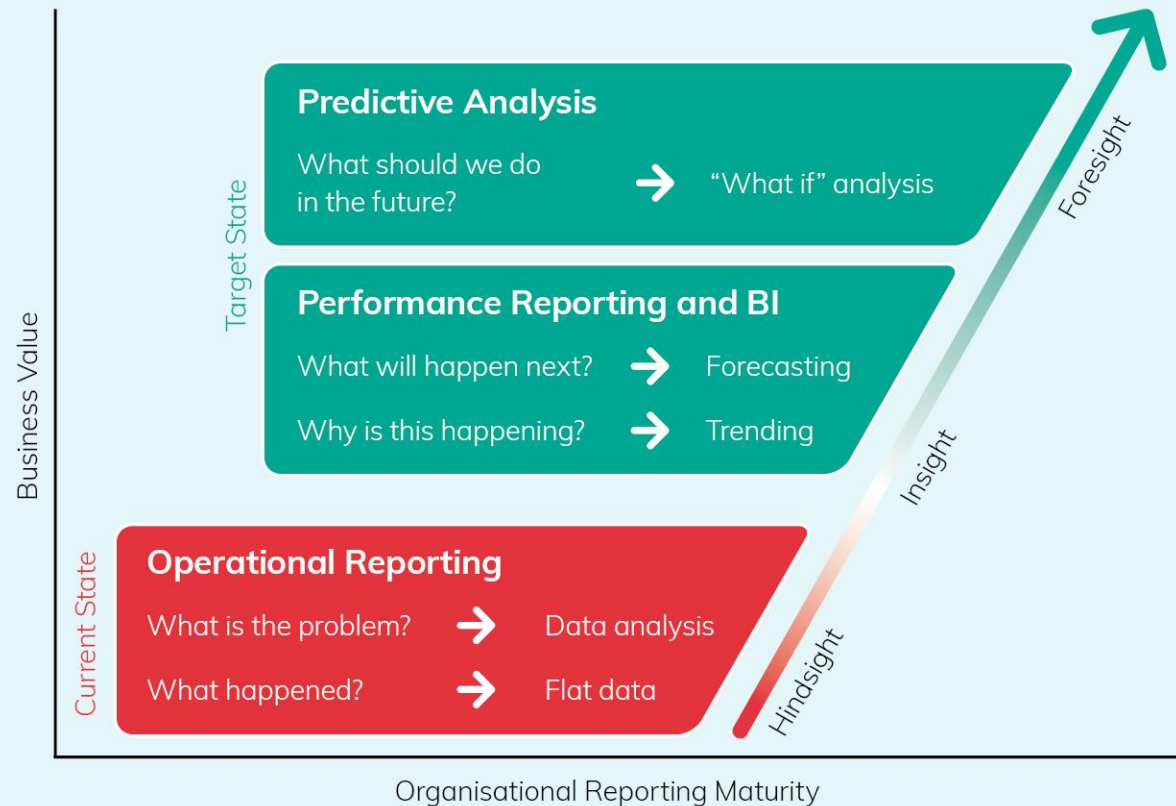 Business Value
Target State
Predictive Analysis
What should we do
in the future?
“What if” analysis
Performance Reporting and BI
What will happen next?
Forecasting
Why is this happening?
Trending
Current State
Operational Reporting
What is the problem?
Data analysis
What happened?
Flat data
Foresight
Insight
Hindsight
Organisational Reporting Maturity